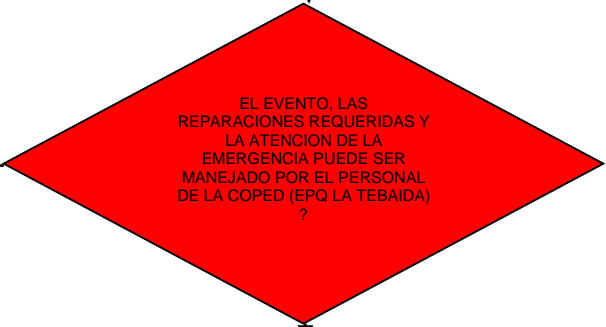 EL EVENTO, LAS
REPARACIONES REQUERIDAS Y
LA ATENCION DE LA
EMERGENCIA PUEDE SER
MANEJADO POR EL PERSONAL
DE LA COPED (EPQ LA TEBAIDA)
?